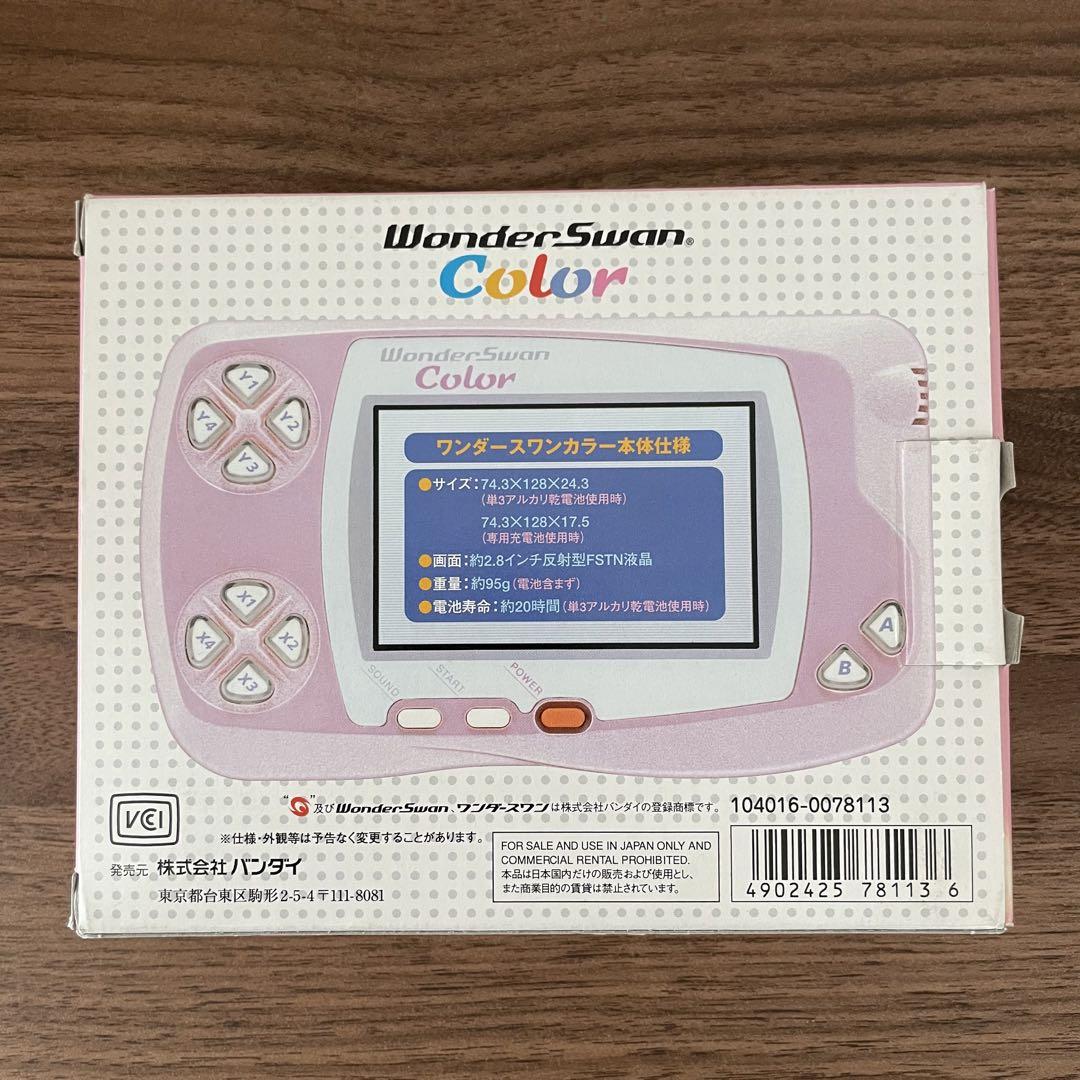 WonderSwan®
Color
WonderSwan
Color
Y1
Y4
Y2
Y3
ワンダースワンカラー本体仕様
●サイズ：74.3×128×24.3
（単3アルカリ乾電池使用時）
74.3×128×17.5
（専用充電池使用時）
●画面：約2.8インチ反射型FSTN液晶
●重量：約95g（電池含まず）
●電池寿命：約20時間（単3アルカリ乾電池使用時）
X1
X4
X2
X3
A
B
SOUND
START
POWER
“ ”及びWonderSwan、ワンダースワンは株式会社バンダイの登録商標です。
104016-0078113
VCI
※仕様・外観等は予告なく変更することがあります。
発売元 株式会社 バンダイ
東京都台東区駒形2-5-4〒111-8081
FOR SALE AND USE IN JAPAN ONLY AND
COMMERCIAL RENTAL PROHIBITED.
本品は日本国内だけの販売および使用とし、
また商業目的の賃貸は禁止されています。
4902425 78113 6